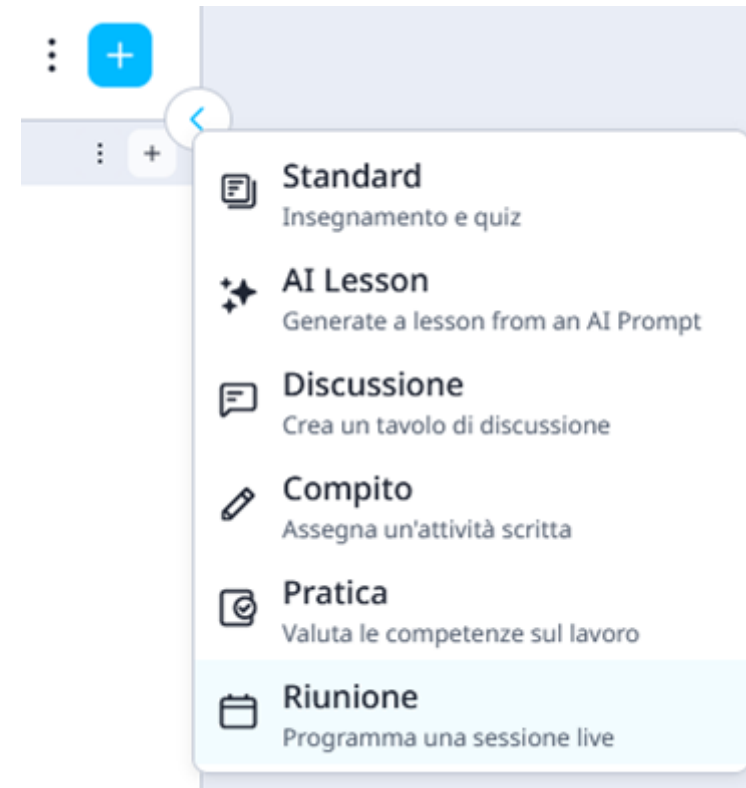 Standard
Insegnamento e quiz
AI Lesson
Generate a lesson from an AI Prompt
Discussione
Crea un tavolo di discussione
Compito
Assegna un'attività scritta
Pratica
Valuta le competenze sul lavoro
Riunione
Programma una sessione live